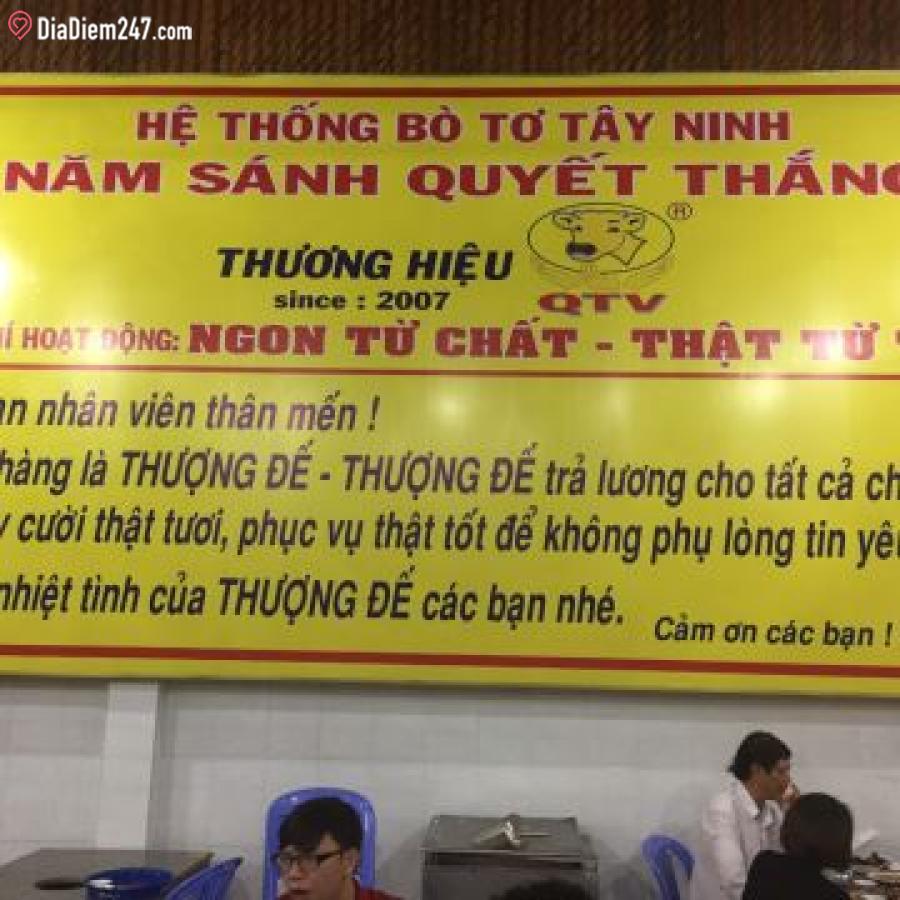 DiaDiem247.com
HỆ THỐNG BÒ TƠ TÂY NINH
NĂM SÁNH QUYẾT THẮNG
THƯƠNG HIỆU
®
since : 2007
QTV
HOẠT ĐỘNG: NGON TỪ CHẤT - THẬT TỪ
nhân viên thân mến !
hàng là THƯỢNG ĐẾ - THƯỢNG ĐẾ trả lương cho tất cả
cười thật tươi, phục vụ thật tốt để không phụ lòng tin yêu
nhiệt tình của THƯỢNG ĐẾ các bạn nhé.
Cảm ơn các bạn !